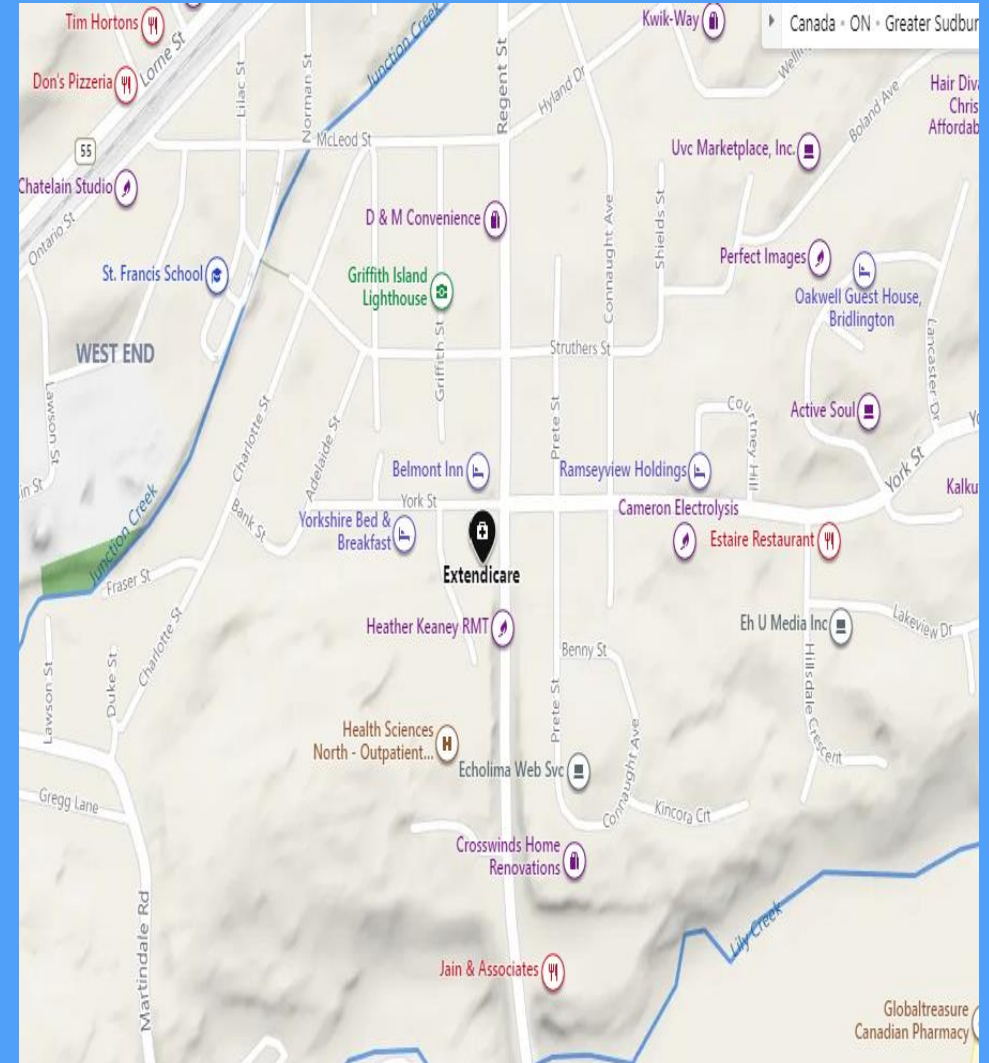 Tim Hortons
Kwik-Way
Canada • ON • Greater Sudbur
Lorne St
Junction Creek
Regent St
Don's Pizzeria
Lilac St
Norman St
Hyland Dr
Boland Ave
Hair Div
Chris
Affordab
McLeod St
55
Uvc Marketplace, Inc.
Chatelain Studio
D & M Convenience
Connaught Ave
Shields St
Ontario St
St. Francis School
Griffith Island
Lighthouse
Perfect Images
Oakwell Guest House,
Bridlington
WEST END
Griffith St
Struthers St
Lancaster Dr
Lawson St
Charlotte St
Adelaide St
Prete St
Courtney Hill
Active Soul
Belmont Inn
Ramseyview Holdings
York St
in St
York St
Kalku
Bank St
Yorkshire Bed &
Breakfast
Cameron Electrolysis
Estaire Restaurant
Junction Creek
Extendicare
Fraser St
Heather Keaney RMT
Eh U Media Inc
Lakeview Dr
Charlotte St
Duke St
Lawson St
Benny St
Prete St
Hillsdale Crescent
Health Sciences
North - Outpatient...
Echolima Web Svc
Connaught Ave
Kincora Crt
Gregg Lane
Crosswinds Home
Renovations
Martindale Rd
Lily Creek
Jain & Associates
Globaltreasure
Canadian Pharmacy